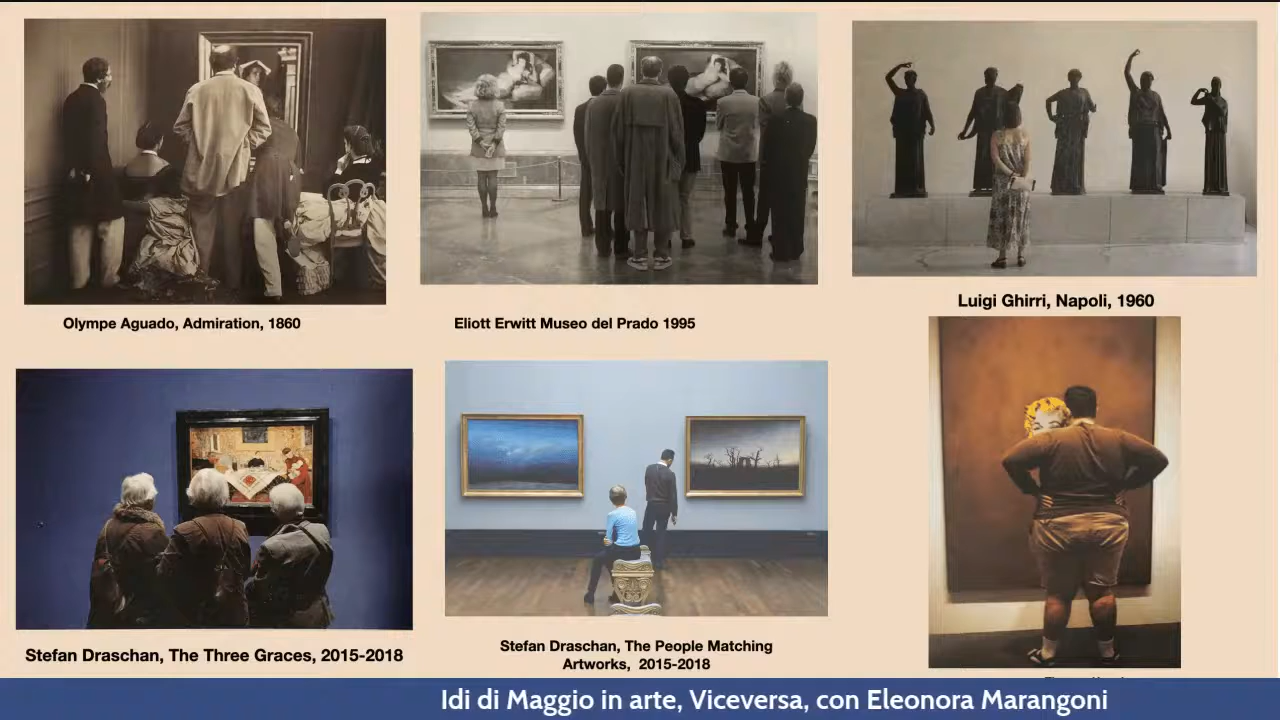 Olympe Aguado, Admiration, 1860
Eliott Erwitt Museo del Prado 1995
Luigi Ghirri, Napoli, 1960
Stefan Draschan, The Three Graces, 2015-2018
Stefan Draschan, The People Matching
Artworks, 2015-2018
Idi di Maggio in arte, Viceversa, con Eleonora Marangoni